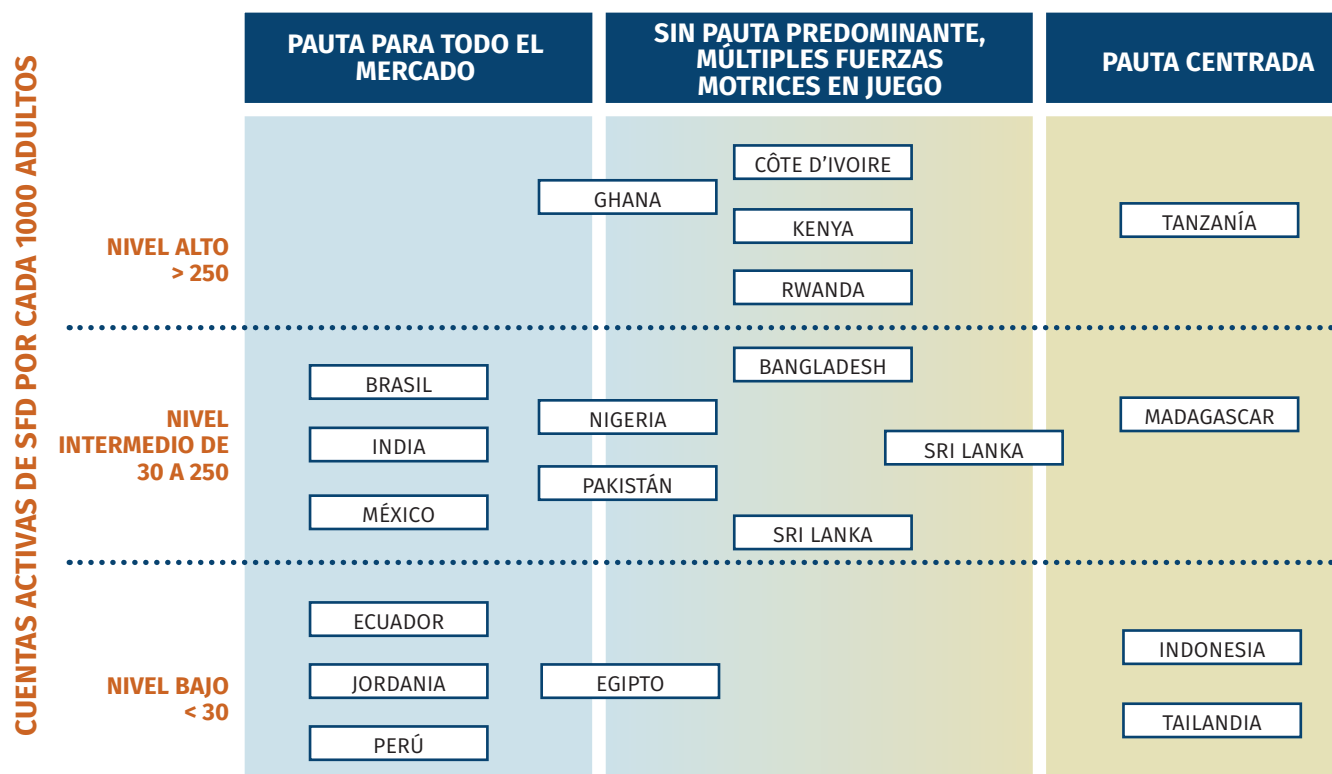 CUENTAS ACTIVAS DE SFD POR CADA 1000 ADULTOS
PAUTA PARA TODO EL
MERCADO
SIN PAUTA PREDOMINANTE,
MÚLTIPLES FUERZAS
MOTRICES EN JUEGO
PAUTA CENTRADA
NIVEL ALTO
> 250
GHANA
CÔTE D’IVOIRE
KENYA
RWANDA
TANZANÍA
NIVEL
INTERMEDIO DE
30 A 250
BRASIL
INDIA
MÉXICO
NIGERIA
PAKISTÁN
BANGLADESH
SRI LANKA
SRI LANKA
MADAGASCAR
NIVEL BAJO
< 30
ECUADOR
JORDANIA
PERÚ
EGIPTO
INDONESIA
TAILANDIA